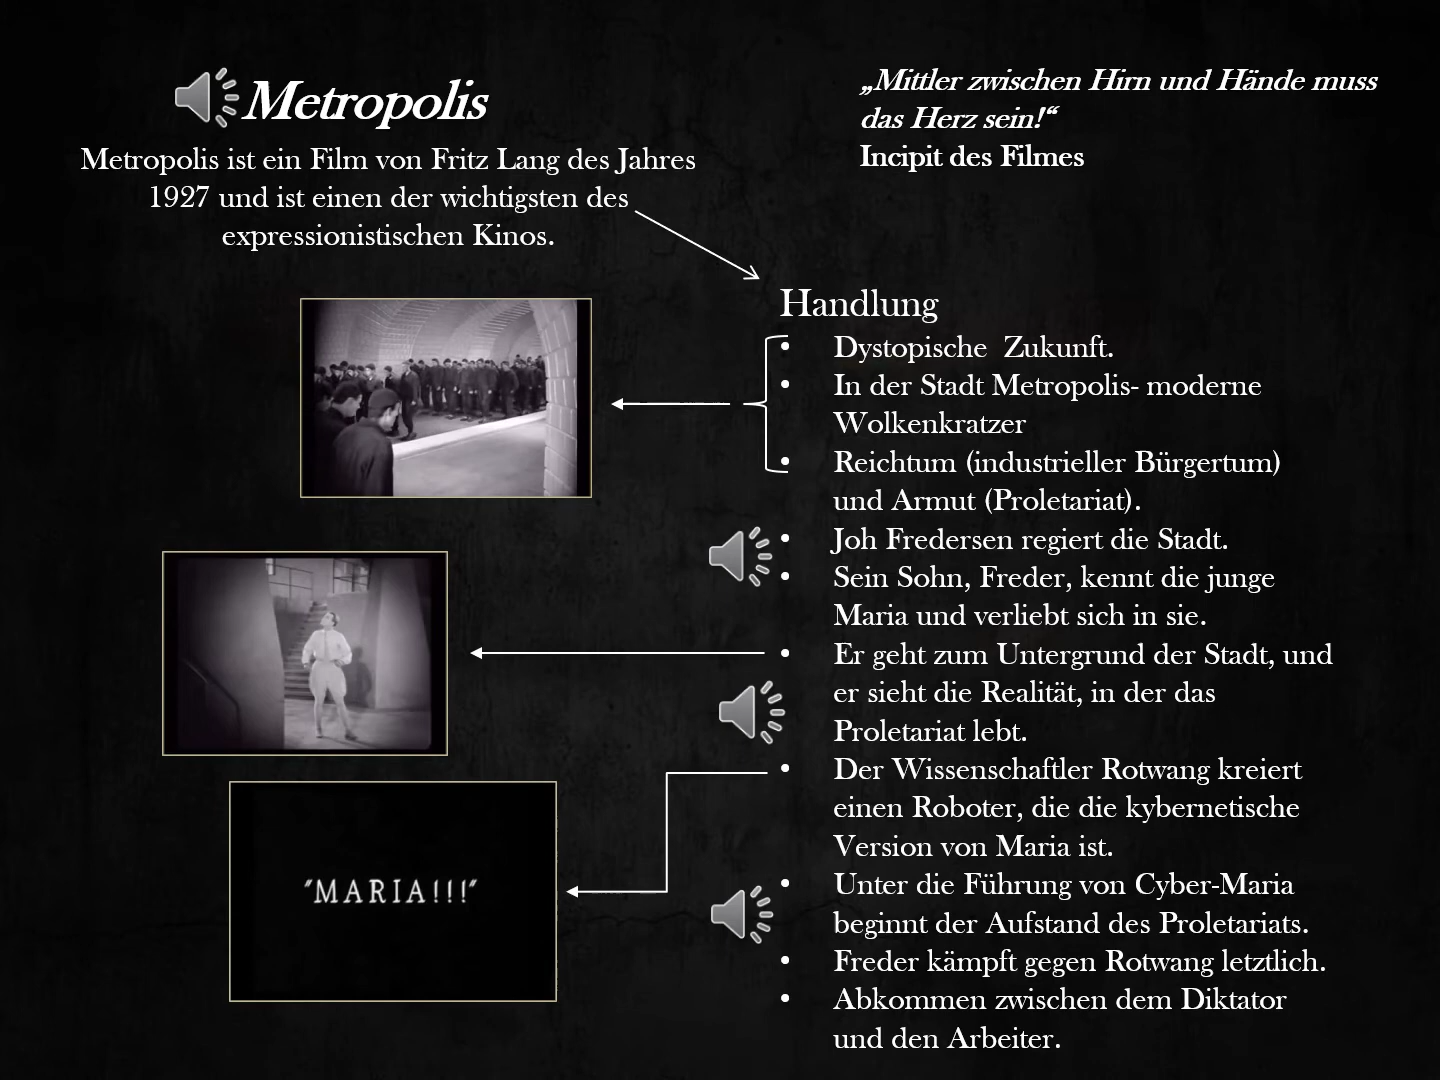 Metropolis
Metropolis ist ein Film von Fritz Lang des Jahres
1927 und ist einen der wichtigsten des
expressionistischen Kinos.
„Mittler zwischen Hirn und Hände muss
das Herz sein!“
Incipit des Filmes
Handlung
• Dystopische Zukunft.
• In der Stadt Metropolis- moderne
Wolkenkratzer
• Reichtum (industrieller Bürgertum)
und Armut (Proletariat).
• Joh Fredersen regiert die Stadt.
• Sein Sohn, Freder, kennt die junge
Maria und verliebt sich in sie.
• Er geht zum Untergrund der Stadt, und
er sieht die Realität, in der das
Proletariat lebt.
• Der Wissenschaftler Rotwang kreiert
einen Roboter, die die kybernetische
Version von Maria ist.
• Unter die Führung von Cyber-Maria
beginnt der Aufstand des Proletariats.
• Freder kämpft gegen Rotwang letztlich.
• Abkommen zwischen dem Diktator
und den Arbeiter.
"MARIA!!!"